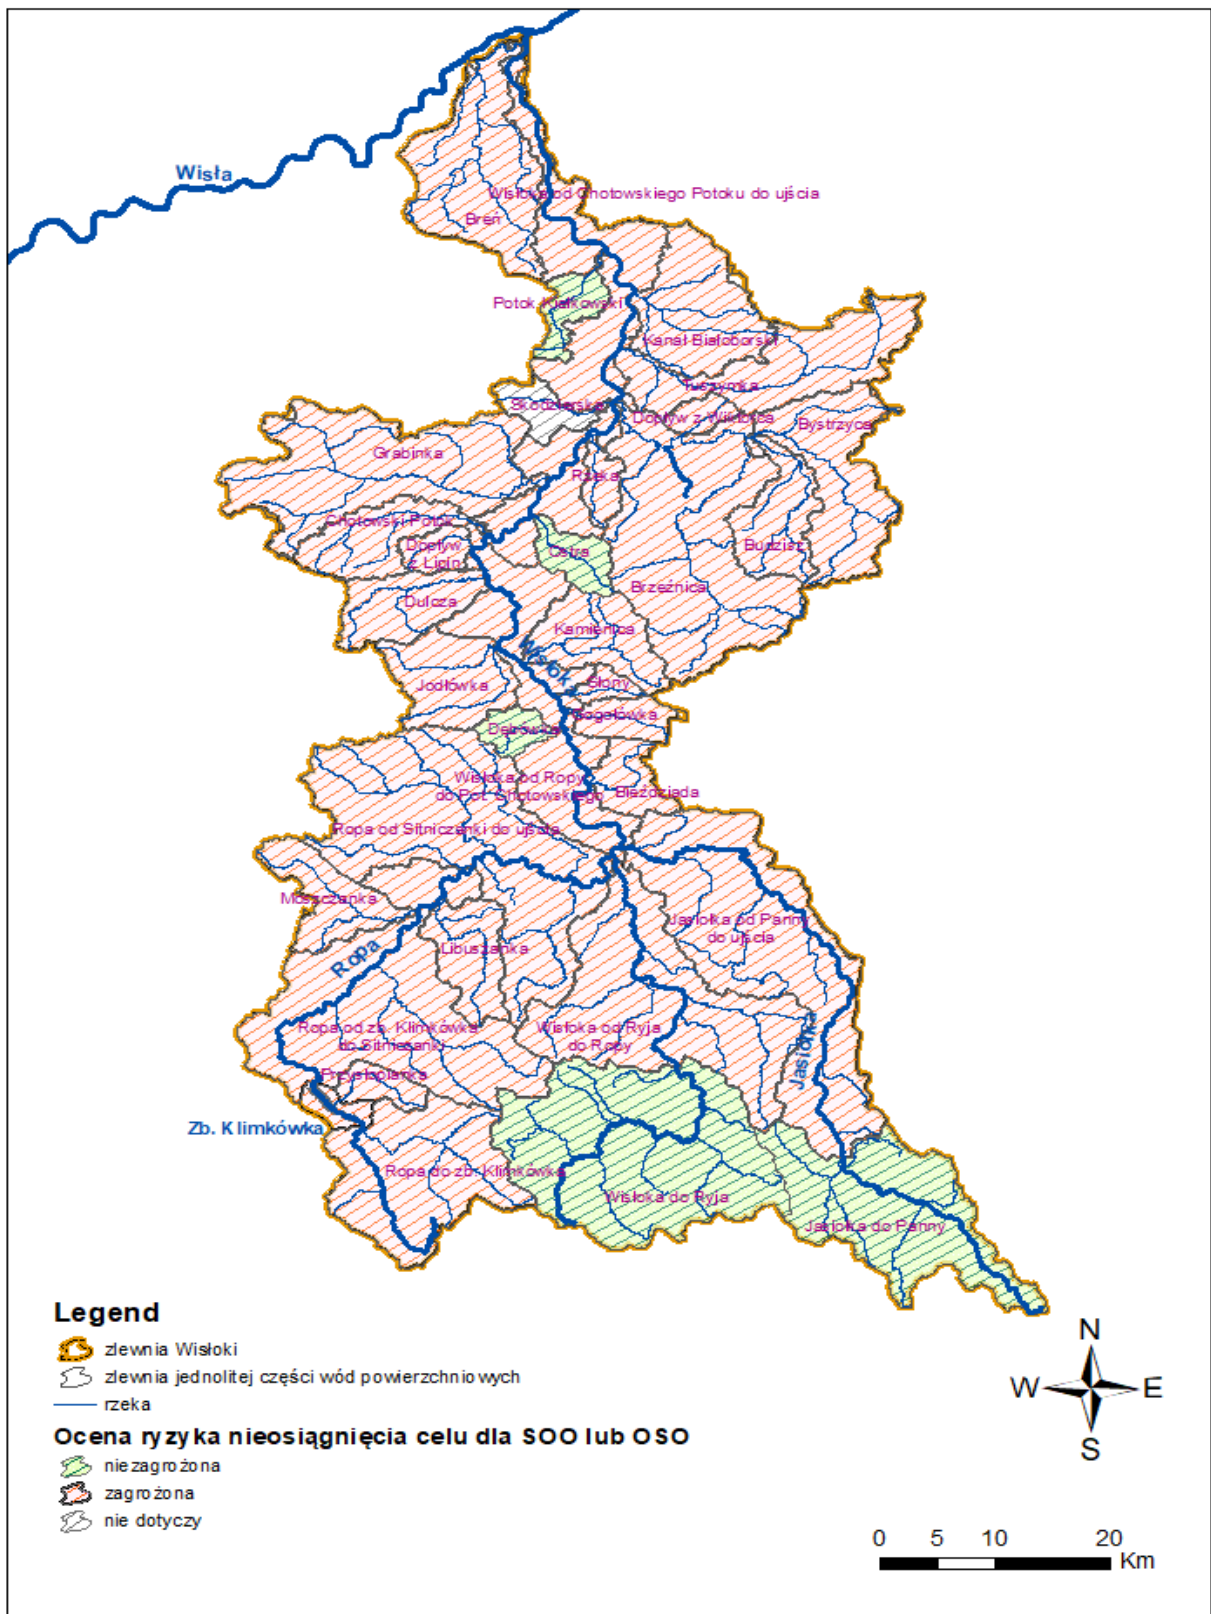 Wisła
Wisłoka od Chotowskiego Potoku do ujścia
Breń
Potok Kiełkowski
Kanał Białoborski
Tuszymka
Skodzierska
Dopływ z Wiktorca
Bystrzyca
Grabinka
Rzeka
Chotowski Potok
Dopływ
z Lipin
Ostra
Budzisz
Brzeźnica
Dulcza
Kamienica
Wisłoka
Słony
Jodłówka
Gogołówka
Dębówka
Wisłoka od Ropy
do Pot. Chotowskiego
Bieździada
Ropa od Sitniczanki do ujścia
Moszczanka
Jasiołka od Panny
do ujścia
Libuszanka
Ropa
Ropa od zb. Klimkówka
do Sitniczanki
Wisłoka od Ryja
do Ropy
Jasiołka
Przysłopianka
Zb. Klimkówka
Ropa do zb. Klimkówka
Wisłoka do Ryja
Jasiołka do Panny
Legend
zlewnia Wisłoki
zlewnia jednolitej części wód powierzchniowych
rzeka
Ocena ryzyka nieosiągnięcia celu dla SOO lub OSO
niezagrożona
zagrożona
nie dotyczy
N
W
E
S
0 5 10 20
Km